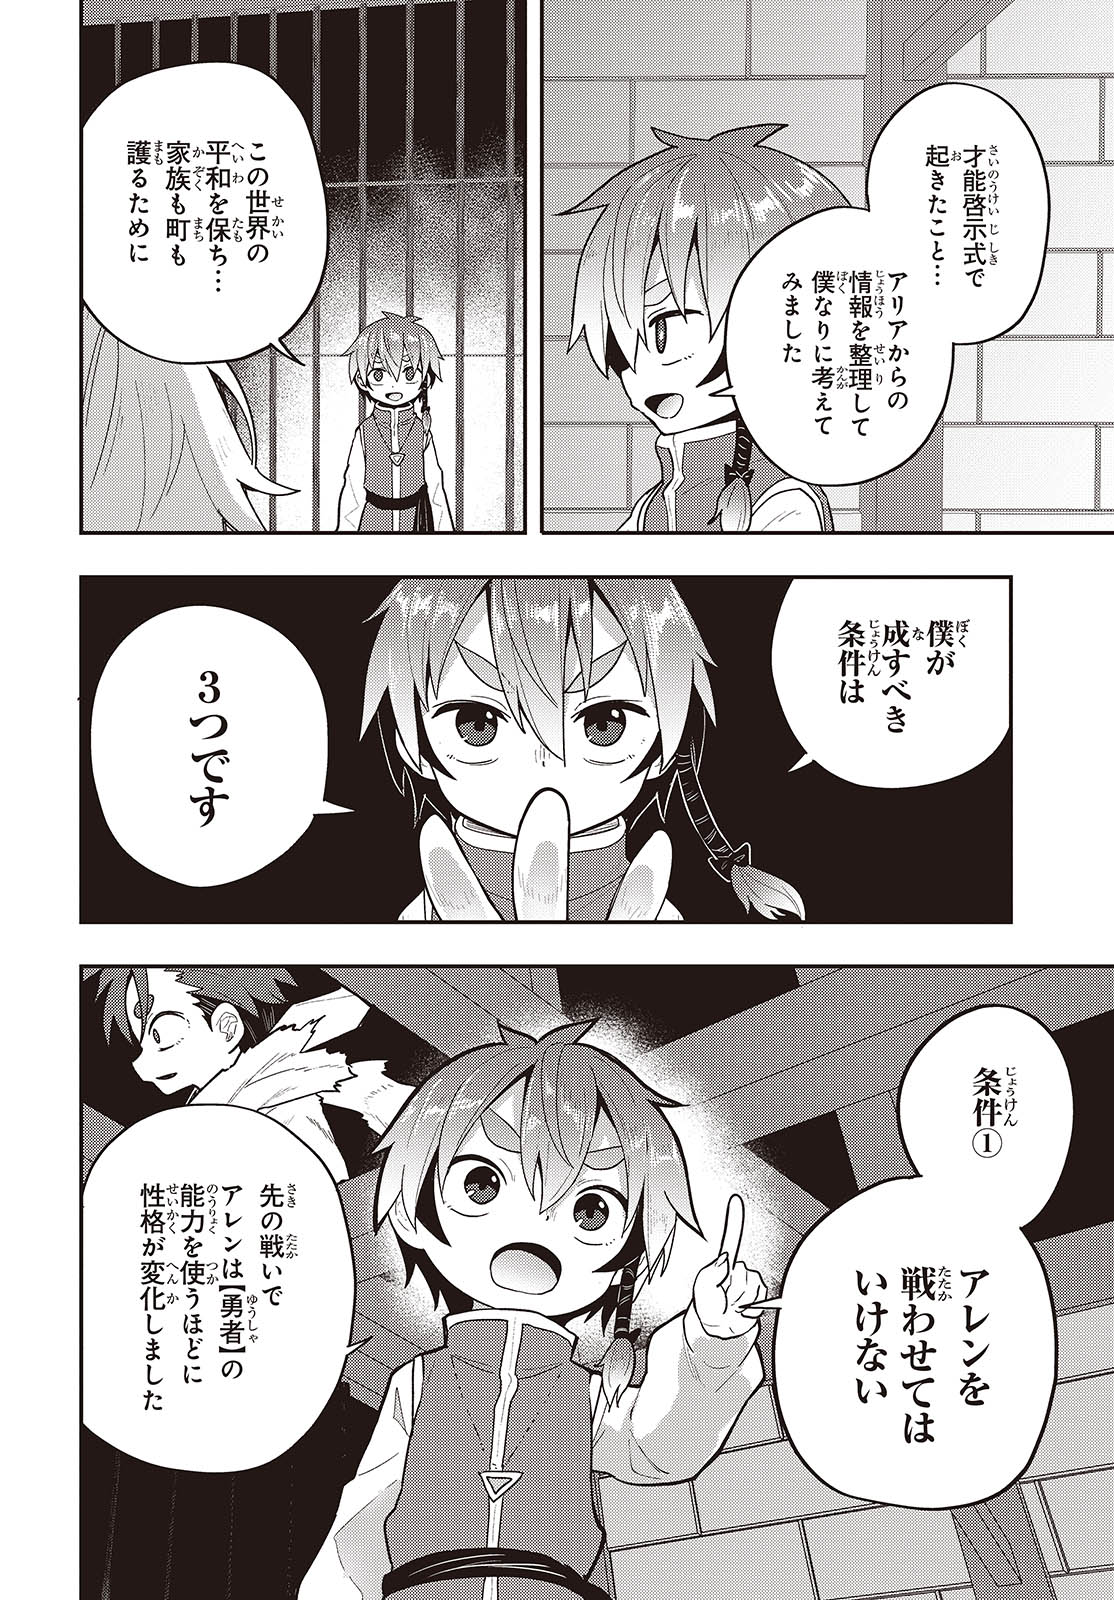 才能啓示式で
起きたこと…
アリアからの
情報を整理して
僕なりに考えて
みました
この世界の
平和を保ち…
家族も町も
護るために
僕が
成すべき
条件は
3つです
条件①
アレンを
戦わせては
いけない
先の戦いで
アレンは【勇者】の
能力を使うほどに
性格が変化しました